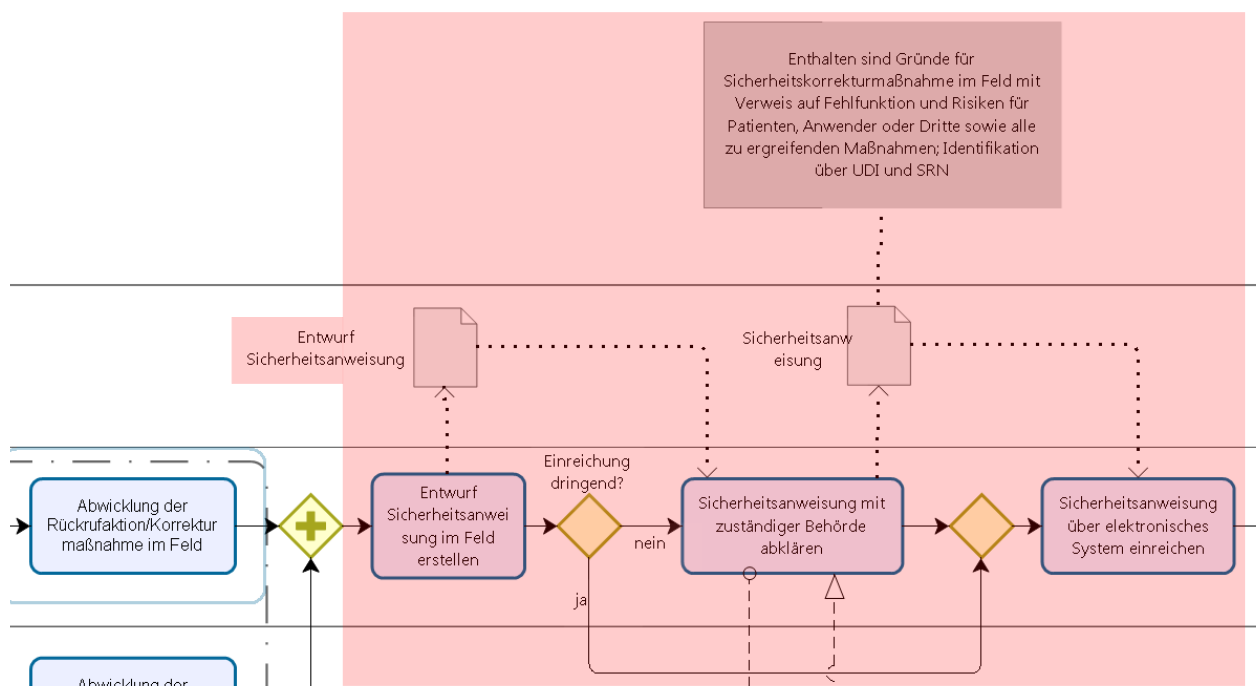 Enthalten sind Gründe für
Sicherheitskorrekturmaßnahme im Feld mit
Verweis auf Fehlfunktion und Risiken für
Patienten, Anwender oder Dritte sowie alle
zu ergreifenden Maßnahmen; Identifikation
über UDI und SRN
Entwurf
Sicherheitsanweisung
Sicherheitsanw
eisung
Abwicklung der
Rückrufaktion/Korrektur
maßnahme im Feld
Entwurf
Sicherheitsanwei
sung im Feld
erstellen
Einreichung
dringend?
nein
ja
Sicherheitsanweisung mit
zuständiger Behörde
abklären
Sicherheitsanweisung
über elektronisches
System einreichen
Abwicklung der